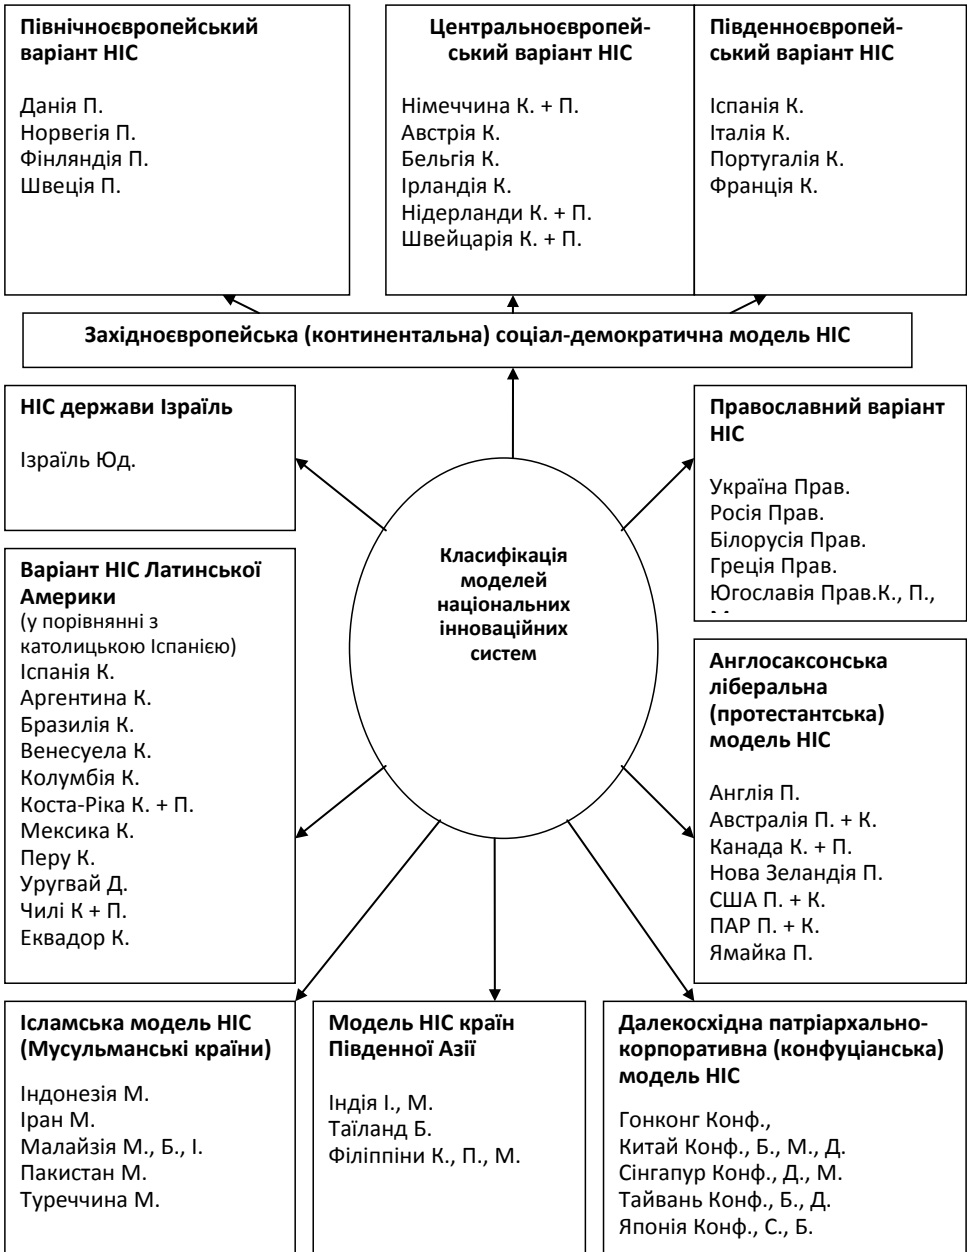 Північноєвропейський
варіант НІС
Данія П.
Норвегія П.
Фінляндія П.
Швеція П.
Центральноєвропей-
ський варіант НІС
Німеччина К. + П.
Австрія К.
Бельгія К.
Ірландія К.
Нідерланди К. + П.
Швейцарія К. + П.
Південноєвропей-
ський варіант НІС
Іспанія К.
Італія К.
Португалія К.
Франція К.
Західноєвропейська (континентальна) соціал-демократична модель НІС
НІС держави Ізраїль
Ізраїль Юд.
Православний варіант
НІС
Україна Прав.
Росія Прав.
Білорусія Прав.
Греція Прав.
Югославія Прав.К., П.,
Класифікація
моделей
національних
інноваційних
систем
Варіант НІС Латинської
Америки
(у порівнянні з
католицькою Іспанією)
Іспанія К.
Аргентина К.
Бразилія К.
Венесуела К.
Колумбія К.
Коста-Ріка К. + П.
Мексика К.
Перу К.
Уругвай Д.
Чилі К + П.
Еквадор К.
Англосаксонська
ліберальна
(протестантська)
модель НІС
Англія П.
Австралія П. + К.
Канада К. + П.
Нова Зеландія П.
США П. + К.
ПАР П. + К.
Ямайка П.
Ісламська модель НІС
(Мусульманські країни)
Індонезія М.
Іран М.
Малайзія М., Б., І.
Пакистан М.
Туреччина М.
Модель НІС країн
Південної Азії
Індія І., М.
Таїланд Б.
Філіппіни К., П., М.
Далекосхідна патріархально-
корпоративна (конфуціанська)
модель НІС
Гонконг Конф.,
Китай Конф., Б., М., Д.
Сінгапур Конф., Д., М.
Тайвань Конф., Б., Д.
Японія Конф., С., Б.